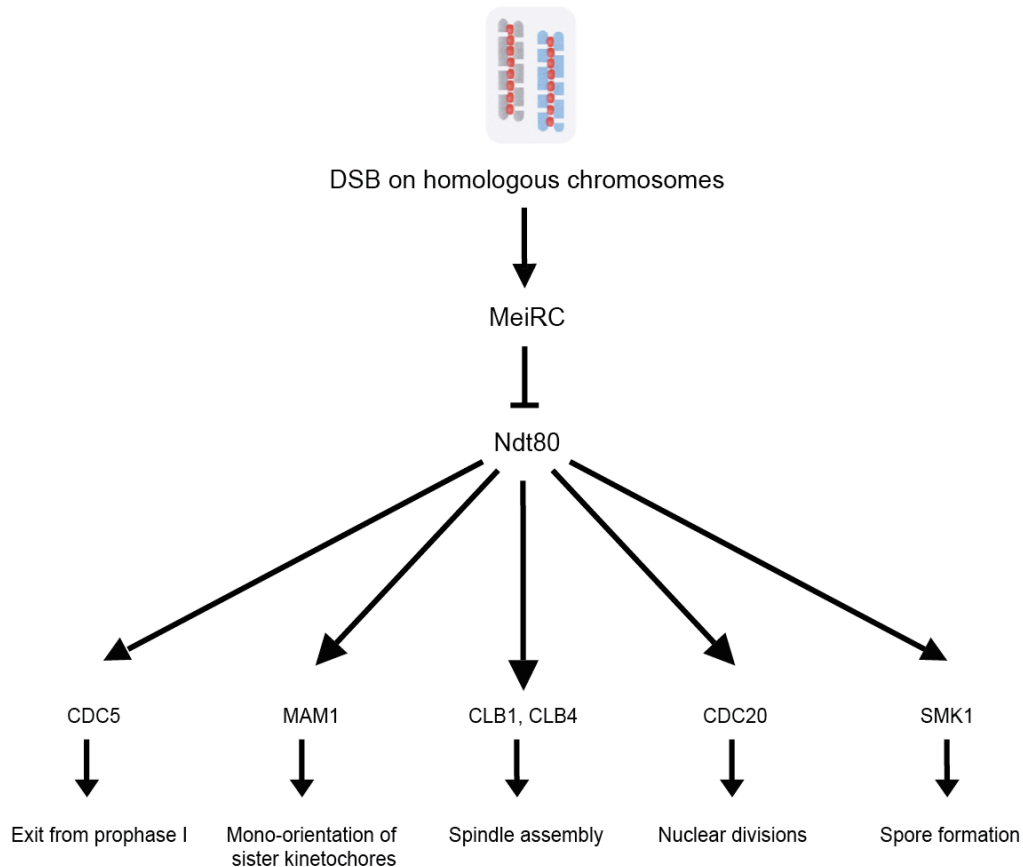 DSB on homologous chromosomes
MeiRC
Ndt80
CDC5
MAM1
CLB1, CLB4
CDC20
SMK1
Exit from prophase I
Mono-orientation of
sister kinetochores
Spindle assembly
Nuclear divisions
Spore formation